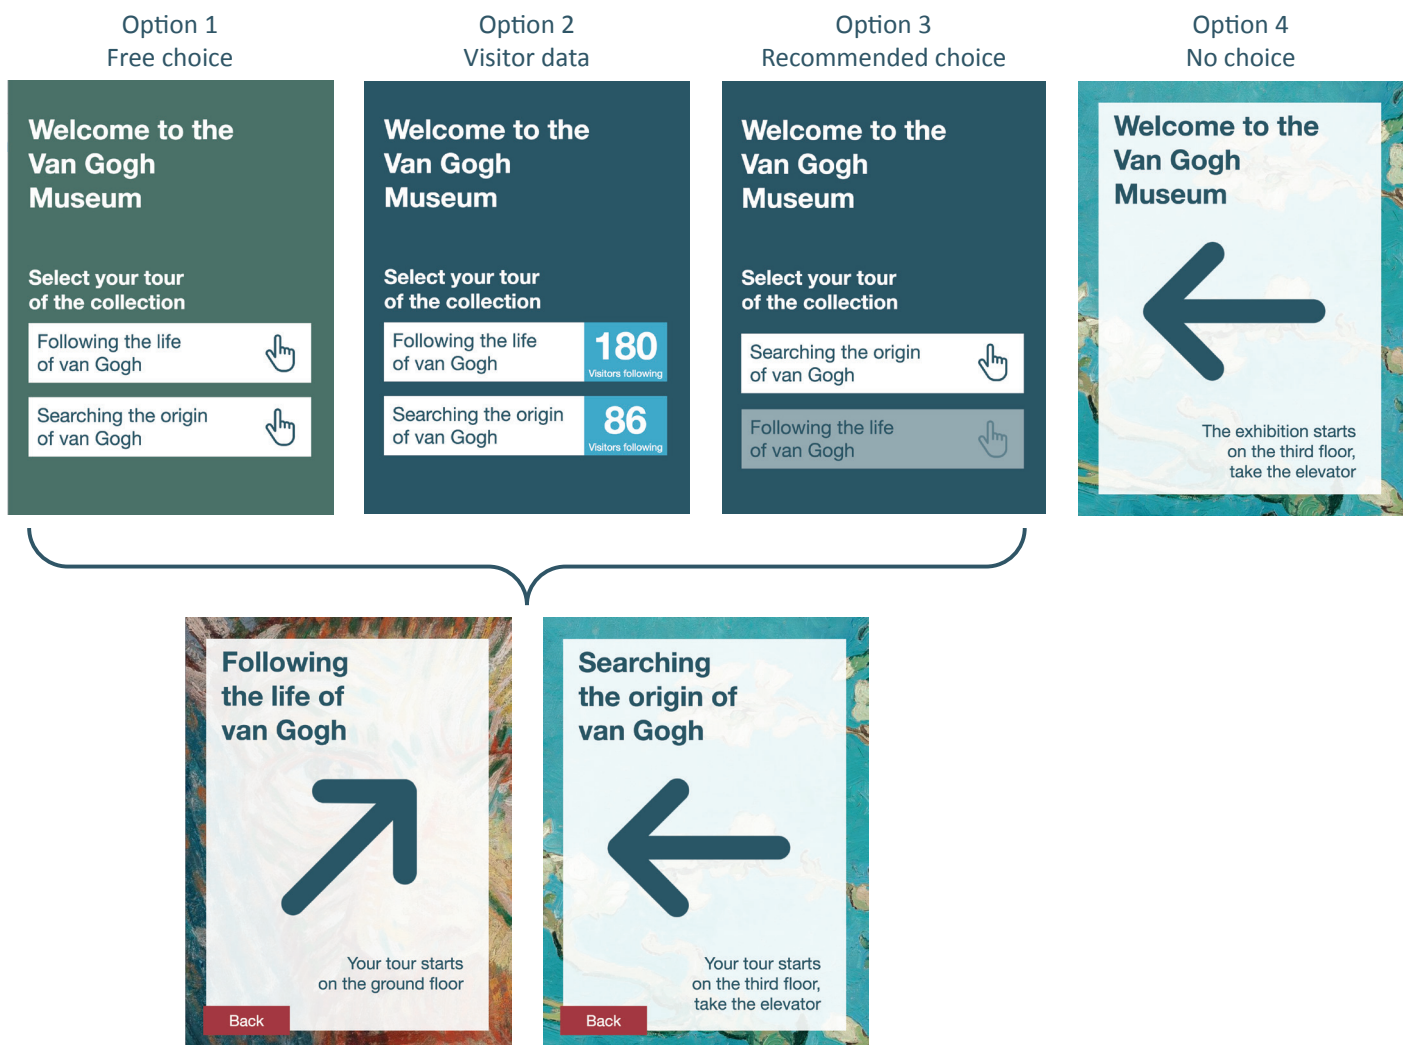 Option 1
Free choice
Option 2
Visitor data
Option 3
Recommended choice
Option 4
No choice
Welcome to the
Van Gogh
Museum
Select your tour
of the collection
Following the life
of van Gogh
Searching the origin
of van Gogh
Welcome to the
Van Gogh
Museum
Select your tour
of the collection
Following the life
of van Gogh
180
Visitors following
Searching the origin
of van Gogh
86
Visitors following
Welcome to the
Van Gogh
Museum
Select your tour
of the collection
Searching the origin
of van Gogh
Following the life
of van Gogh
Welcome to the
Van Gogh
Museum
The exhibition starts
on the third floor,
take the elevator
Following
the life of
van Gogh
Your tour starts
on the ground floor
Back
Searching
the origin of
van Gogh
Your tour starts
on the third floor,
take the elevator
Back